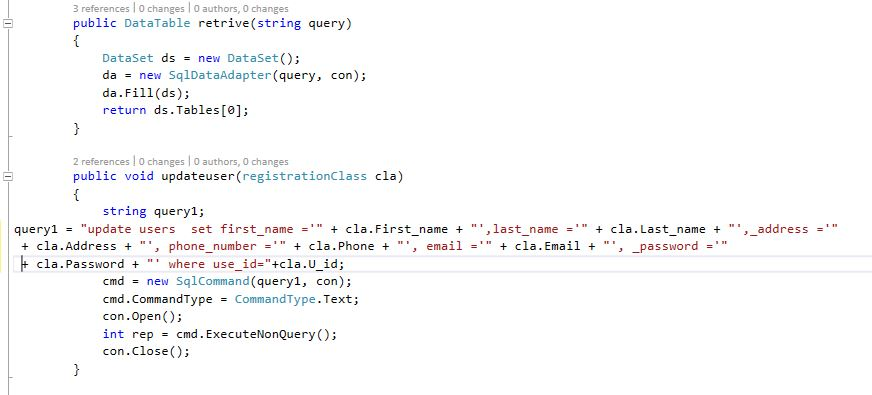 3 references | 0 changes | 0 authors, 0 changes
public DataTable retrive(string query)
{
DataSet ds = new DataSet();
da = new SqlDataAdapter(query, con);
da.Fill(ds);
return ds.Tables[0];
}
2 references | 0 changes | 0 authors, 0 changes
public void updateuser(registrationClass cla)
{
string query1;
query1 = "update users  set first_name ='" + cla.First_name + "',last_name ='" + cla.Last_name + "',_address ='"
+ cla.Address + "', phone_number ='" + cla.Phone + "', email ='" + cla.Email + "', _password ='"
+ cla.Password + "' where use_id="+cla.U_id;
cmd = new SqlCommand(query1, con);
cmd.CommandType = CommandType.Text;
con.Open();
int rep = cmd.ExecuteNonQuery();
con.Close();
}